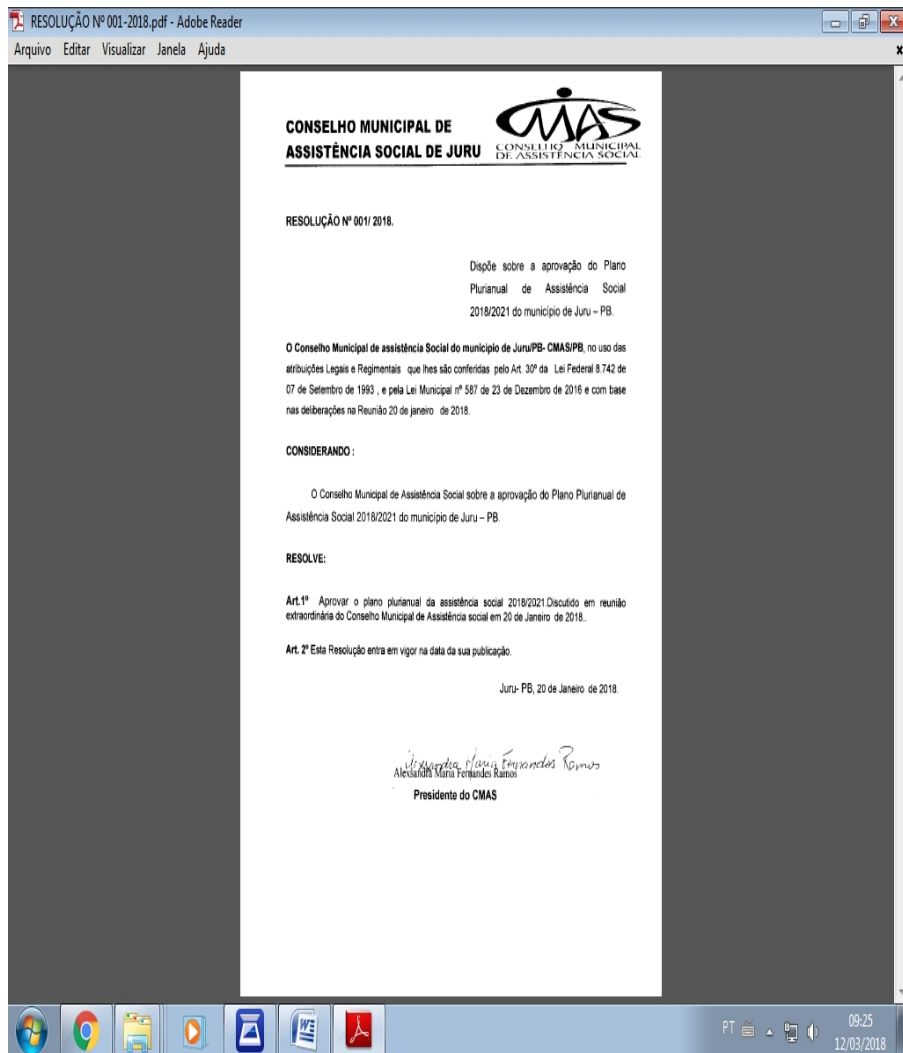 RESOLUÇÃO Nº 001-2018.pdf - Adobe Reader
Arquivo Editar Visualizar Janela Ajuda
CONSELHO MUNICIPAL DE
ASSISTÊNCIA SOCIAL DE JURU
CMAS
CONSELHO MUNICIPAL
DE ASSISTÊNCIA SOCIAL
RESOLUÇÃO Nº 001/ 2018.
Dispõe sobre a aprovação do Plano
Plurianual de Assistência Social
2018/2021 do município de Juru – PB.
O Conselho Municipal de assistência Social do município de Juru/PB- CMAS/PB, no uso das
atribuições Legais e Regimentais que lhes são conferidas pelo Art. 30º da Lei Federal 8.742 de
07 de Setembro de 1993 , e pela Lei Municipal nº 587 de 23 de Dezembro de 2016 e com base
nas deliberações na Reunião 20 de janeiro de 2018.
CONSIDERANDO :
O Conselho Municipal de Assistência Social sobre a aprovação do Plano Plurianual de
Assistência Social 2018/2021 do município de Juru – PB.
RESOLVE:
Art.1º Aprovar o plano plurianual da assistência social 2018/2021.Discutido em reunião
extraordinária do Conselho Municipal de Assistência social em 20 de Janeiro de 2018..
Art. 2º Esta Resolução entra em vigor na data da sua publicação.
Juru- PB, 20 de Janeiro de 2018.
Alexsandra Maria Fernandes Ramos
Alexsandra Maria Fernandes Ramos
Presidente do CMAS
PT
09:25
12/03/2018